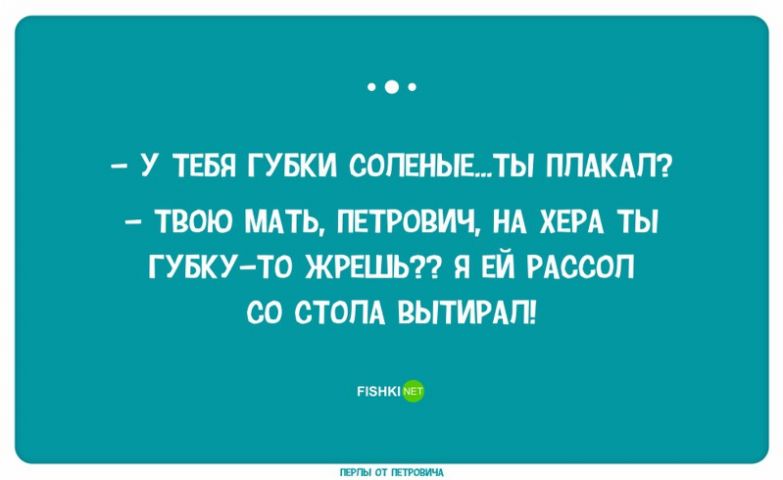 – У ТЕБЯ ГУБКИ СОЛЕНЫЕ...ТЫ ПЛАКАЛ?
– ТВОЮ МАТЬ, ПЕТРОВИЧ, НА ХЕРА ТЫ
ГУБКУ–ТО ЖРЕШЬ?? Я ЕЙ РАССОЛ
СО СТОЛА ВЫТИРАЛ!
FISHKI NET
ПЕРЛЫ ОТ ПЕТРОВИЧА